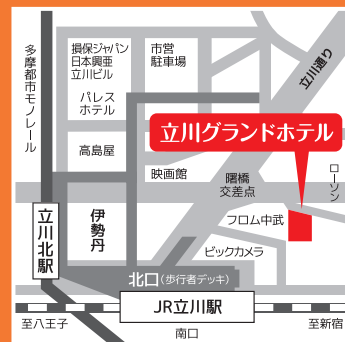 多摩都市モノレール
損保ジャパン
日本興亜
立川ビル
市営
駐車場
立川通り
パレス
ホテル
立川グランドホテル
高島屋
映画館
曙橋
交差点
ローソン
フロム中武
伊勢丹
立川北駅
ビックカメラ
北口(歩行者デッキ)
JR立川駅
至八王子
南口
至新宿